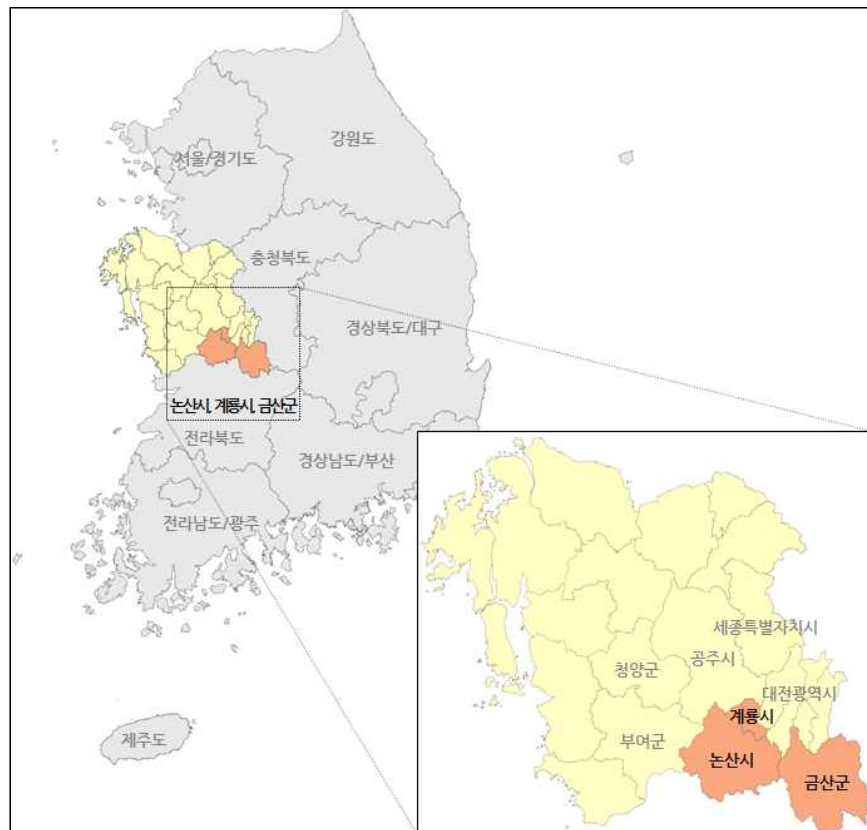 강원도
서울/경기도
충청북도
경상북도/대구
논산시, 계룡시, 금산군
전라북도
경상남도/부산
전라남도/광주
제주도
세종특별자치시
공주시
청양군
대전광역시
계룡시
부여군
논산시
금산군